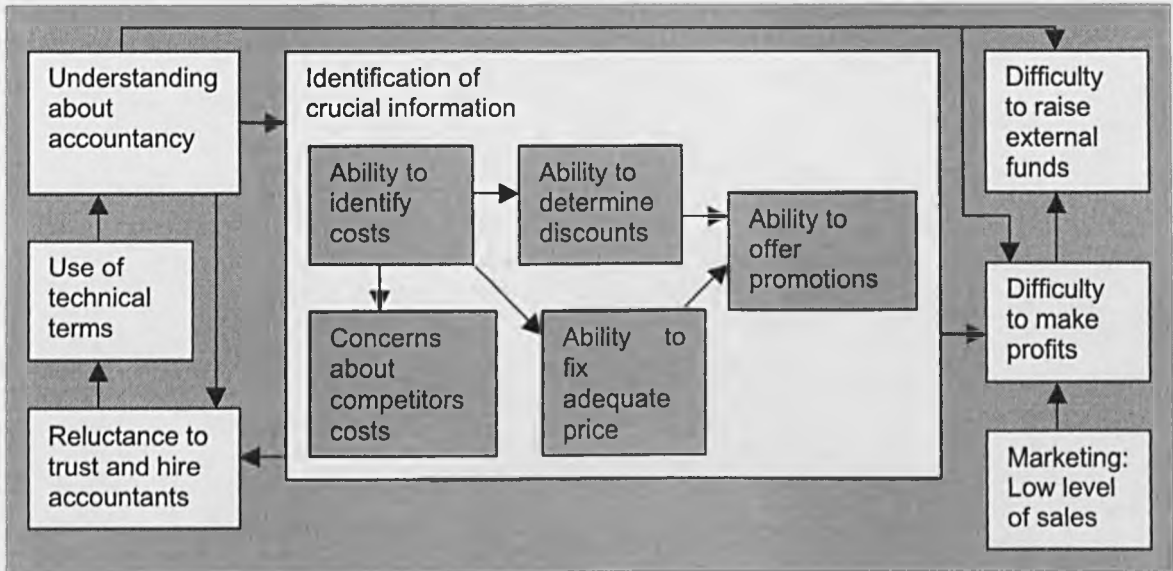 Understanding
about
accountancy
Use of
technical
terms
Reluctance to
trust and hire
accountants
Identification of
crucial information
Ability to
identify
costs
Ability to
determine
discounts
Ability to
offer
promotions
Concerns
about
competitors
costs
Ability to
fix
adequate
price
Difficulty
to raise
external
funds
Difficulty
to make
profits
Marketing:
Low level
of sales